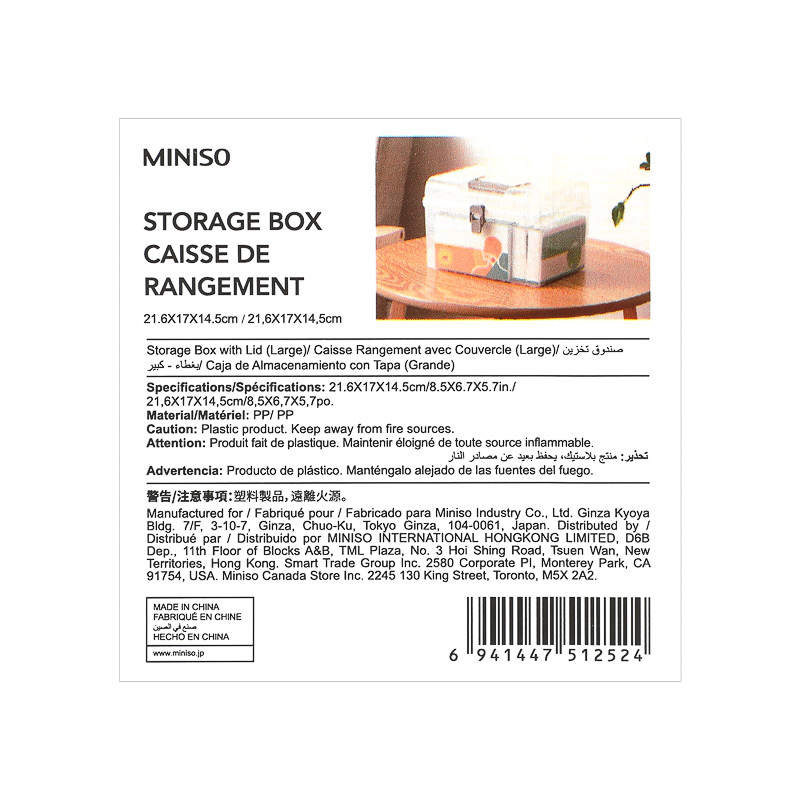 MINISO
STORAGE BOX
CAISSE DE
RANGEMENT
21.6X17X14.5cm / 21,6X17X14,5cm
Storage Box with Lid (Large)/ Caisse Rangement avec Couvercle (Large)/ صندوق تخزين
بغطاء - كبير/ Caja de Almacenamiento con Tapa (Grande)
Specifications/Spécifications: 21.6X17X14.5cm/8.5X6.7X5.7in./
21,6X17X14,5cm/8,5X6,7X5,7po.
Material/Matériel: PP/ PP
Caution: Plastic product. Keep away from fire sources.
Attention: Produit fait de plastique. Maintenir éloigné de toute source inflammable.
تحذير: منتج بلاستيك، يحفظ بعيد عن مصادر النار
Advertencia: Producto de plástico. Manténgalo alejado de las fuentes del fuego.
警告/注意事項：塑料製品，遠離火源。
Manufactured for / Fabriqué pour / Fabricado para Miniso Industry Co., Ltd. Ginza Kyoya
Bldg. 7/F, 3-10-7, Ginza, Chuo-Ku, Tokyo Ginza, 104-0061, Japan. Distributed by /
Distribué par / Distribuido por MINISO INTERNATIONAL HONGKONG LIMITED, D6B
Dep., 11th Floor of Blocks A&B, TML Plaza, No. 3 Hoi Shing Road, Tsuen Wan, New
Territories, Hong Kong. Smart Trade Group Inc. 2580 Corporate Pl, Monterey Park, CA
91754, USA. Miniso Canada Store Inc. 2245 130 King Street, Toronto, M5X 2A2.
MADE IN CHINA
FABRIQUÉ EN CHINE
صنع في الصين
HECHO EN CHINA
www.miniso.jp
6 941447 512524